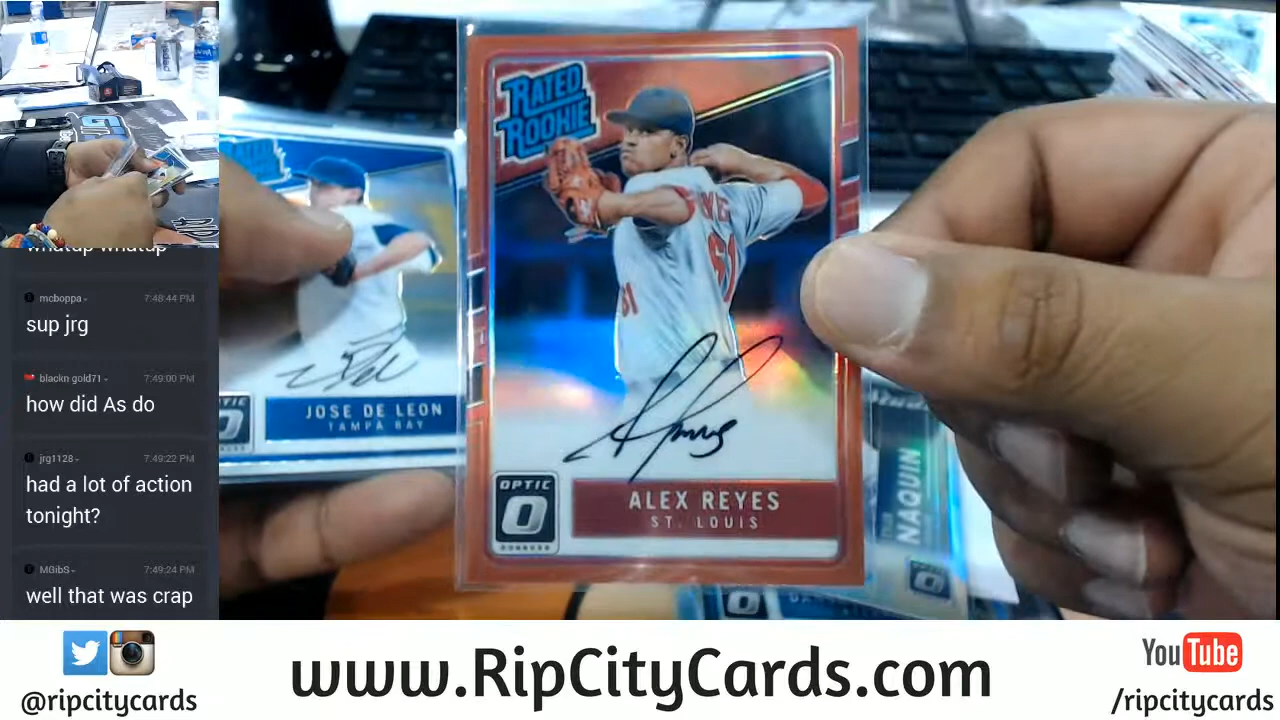 whatup whatup
mcboppa
7:48:44 PM
sup jrg
blackn gold71
7:49:00 PM
how did As do
jrg1128
7:49:22 PM
had a lot of action
tonight?
MGibS
7:49:24 PM
well that was crap
RATED
ROOKIE
61
61
OPTIC
DONRUSS
ALEX REYES
ST. LOUIS
JOSE DE LEON
TAMPA BAY
NAQUIN
@ripcitycards
www.RipCityCards.com
YouTube
/ripcitycards